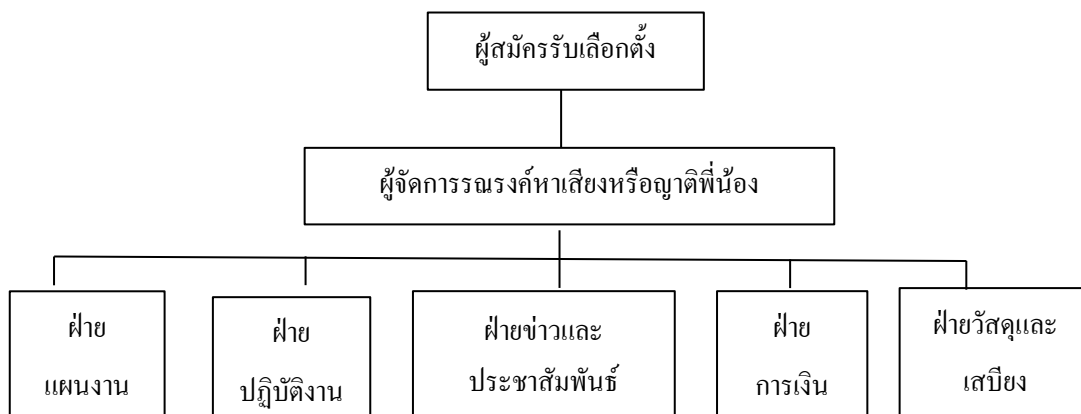 ผู้สมัครรับเลือกตั้ง
ผู้จัดการรณรงค์หาเสียงหรือญาติพี่น้อง
ฝ่าย
แผนงาน
ฝ่าย
ปฏิบัติงาน
ฝ่ายข่าวและ
ประชาสัมพันธ์
ฝ่าย
การเงิน
ฝ่ายวัสดุและ
เสบียง